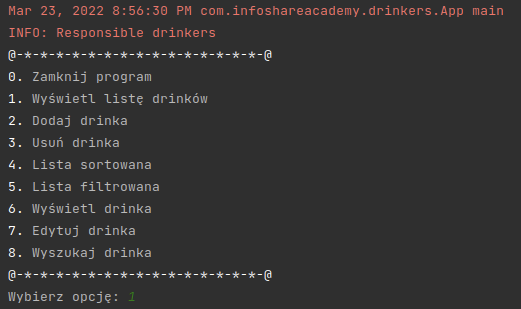 Mar 23, 2022 8:56:30 PM com.infoshareacademy.drinkers.App main
INFO: Responsible drinkers
@-*-*-*-*-*-*-*-*-*-*-*-*-*-*-*-@
0. Zamknij program
1. Wyświetl listę drinków
2. Dodaj drinka
3. Usuń drinka
4. Lista sortowana
5. Lista filtrowana
6. Wyświetl drinka
7. Edytuj drinka
8. Wyszukaj drinka
@-*-*-*-*-*-*-*-*-*-*-*-*-*-*-*-@
Wybierz opcję: 1